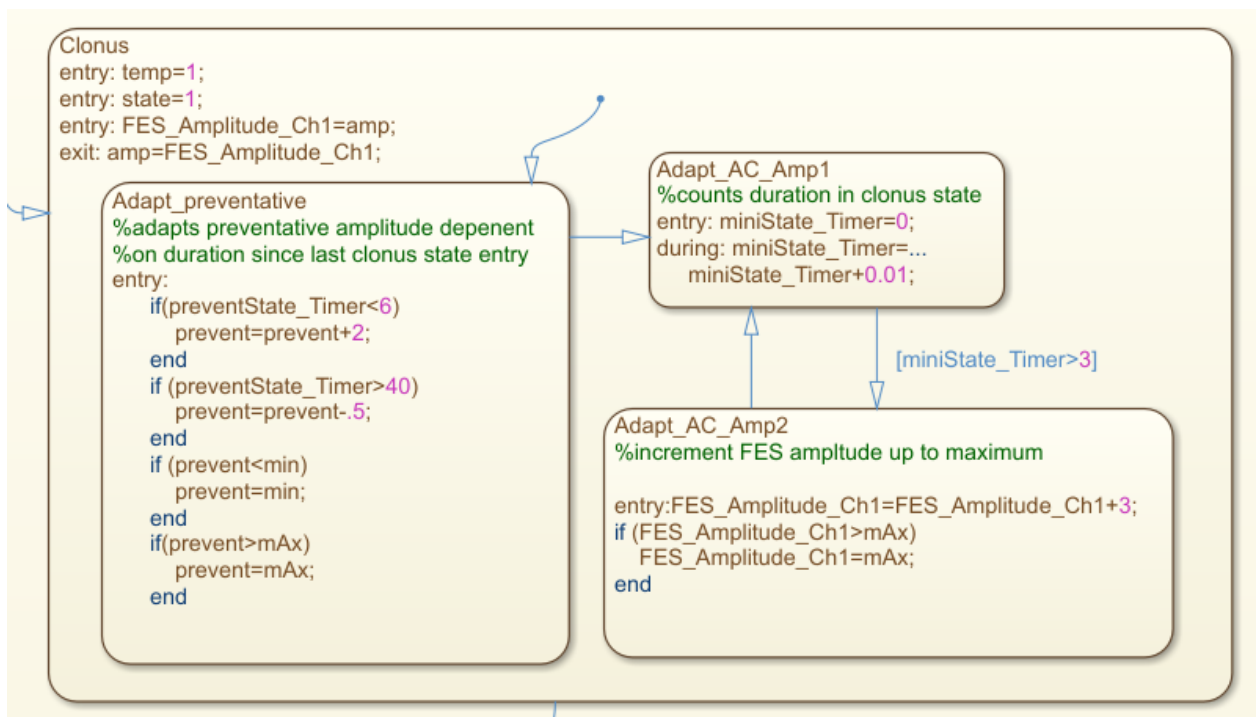 Clonus
entry: temp=1;
entry: state=1;
entry: FES_Amplitude_Ch1=amp;
exit: amp=FES_Amplitude_Ch1;
Adapt_preventative
%adapts preventative amplitude depenent
%on duration since last clonus state entry
entry:
if(preventState_Timer<6)
prevent=prevent+2;
end
if (preventState_Timer>40)
prevent=prevent-.5;
end
if (prevent<min)
prevent=min;
end
if(prevent>mAx)
prevent=mAx;
end
Adapt_AC_Amp1
%counts duration in clonus state
entry: miniState_Timer=0;
during: miniState_Timer=...
miniState_Timer+0.01;
[miniState_Timer>3]
Adapt_AC_Amp2
%increment FES ampltude up to maximum
entry:FES_Amplitude_Ch1=FES_Amplitude_Ch1+3;
if (FES_Amplitude_Ch1>mAx)
FES_Amplitude_Ch1=mAx;
end